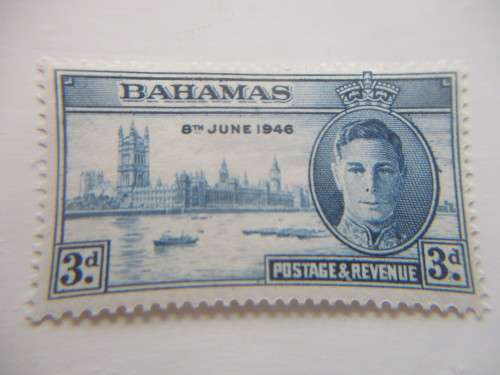 BAHAMAS
8TH JUNE 1946
3d
POSTAGE & REVENUE
3d